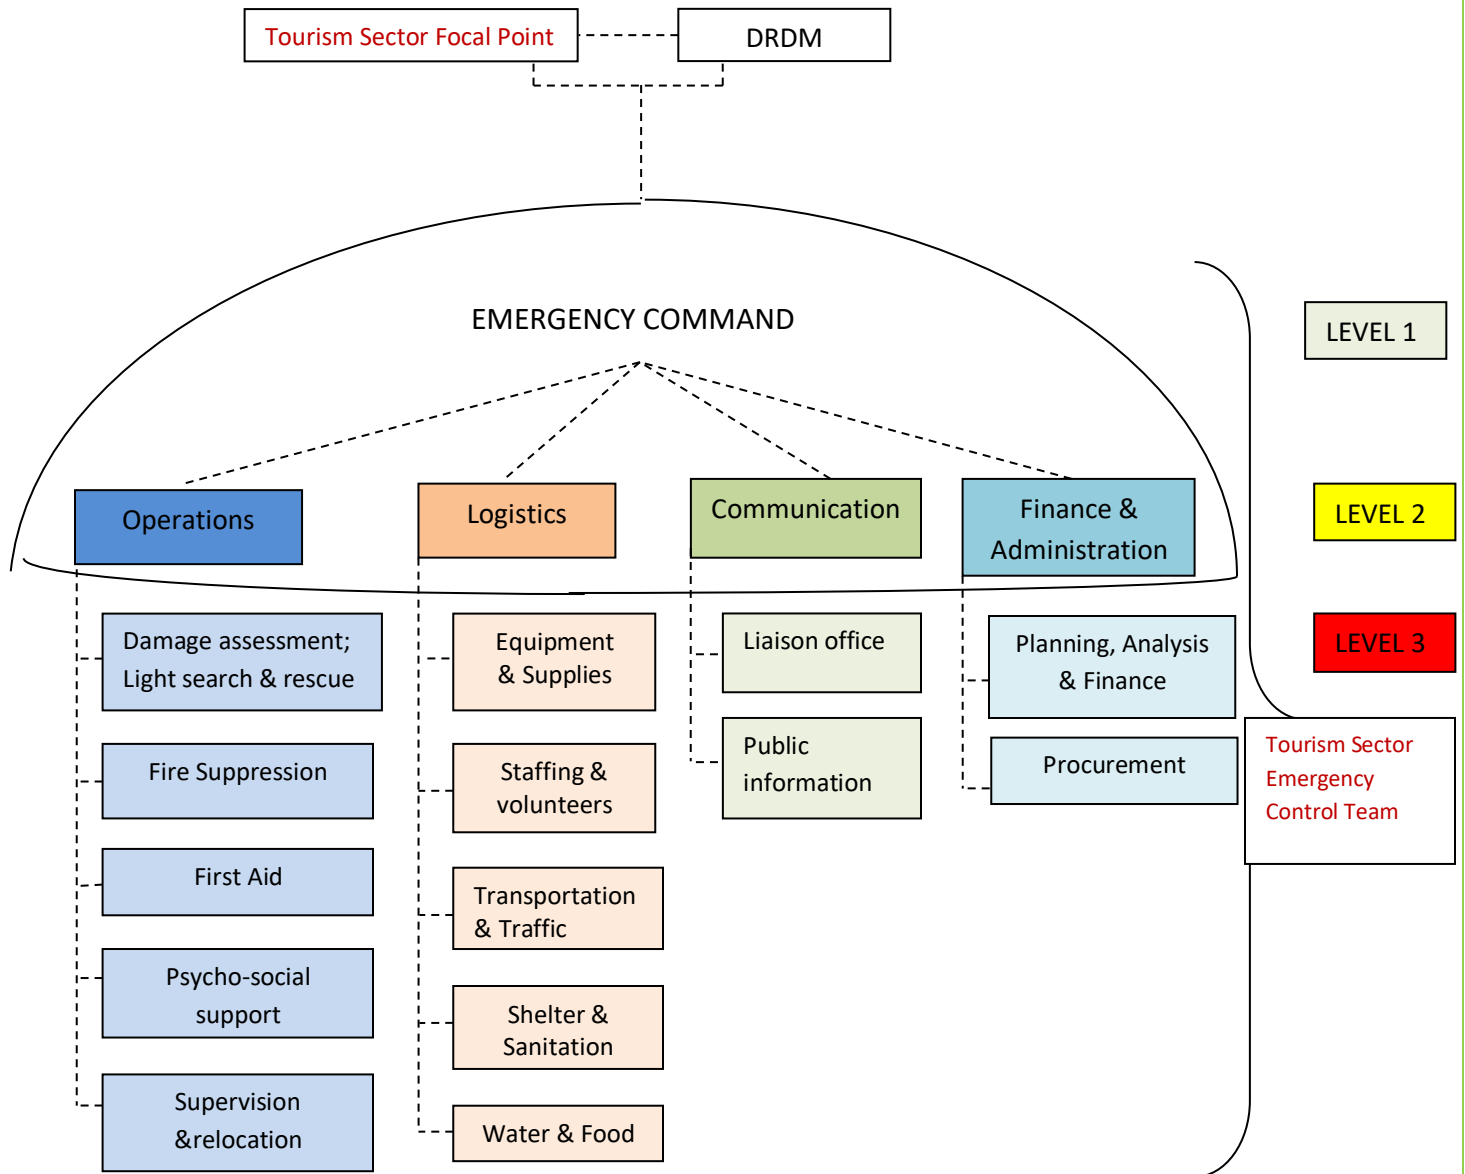 Tourism Sector Focal Point
DRDM
EMERGENCY COMMAND
LEVEL 1
LEVEL 2
LEVEL 3
Operations
Logistics
Communication
Finance &
Administration
Damage assessment;
Light search & rescue
Fire Suppression
First Aid
Psycho-social
support
Supervision
&relocation
Equipment
& Supplies
Staffing &
volunteers
Transportation
& Traffic
Shelter &
Sanitation
Water & Food
Liaison office
Public
information
Planning, Analysis
& Finance
Procurement
Tourism Sector
Emergency
Control Team